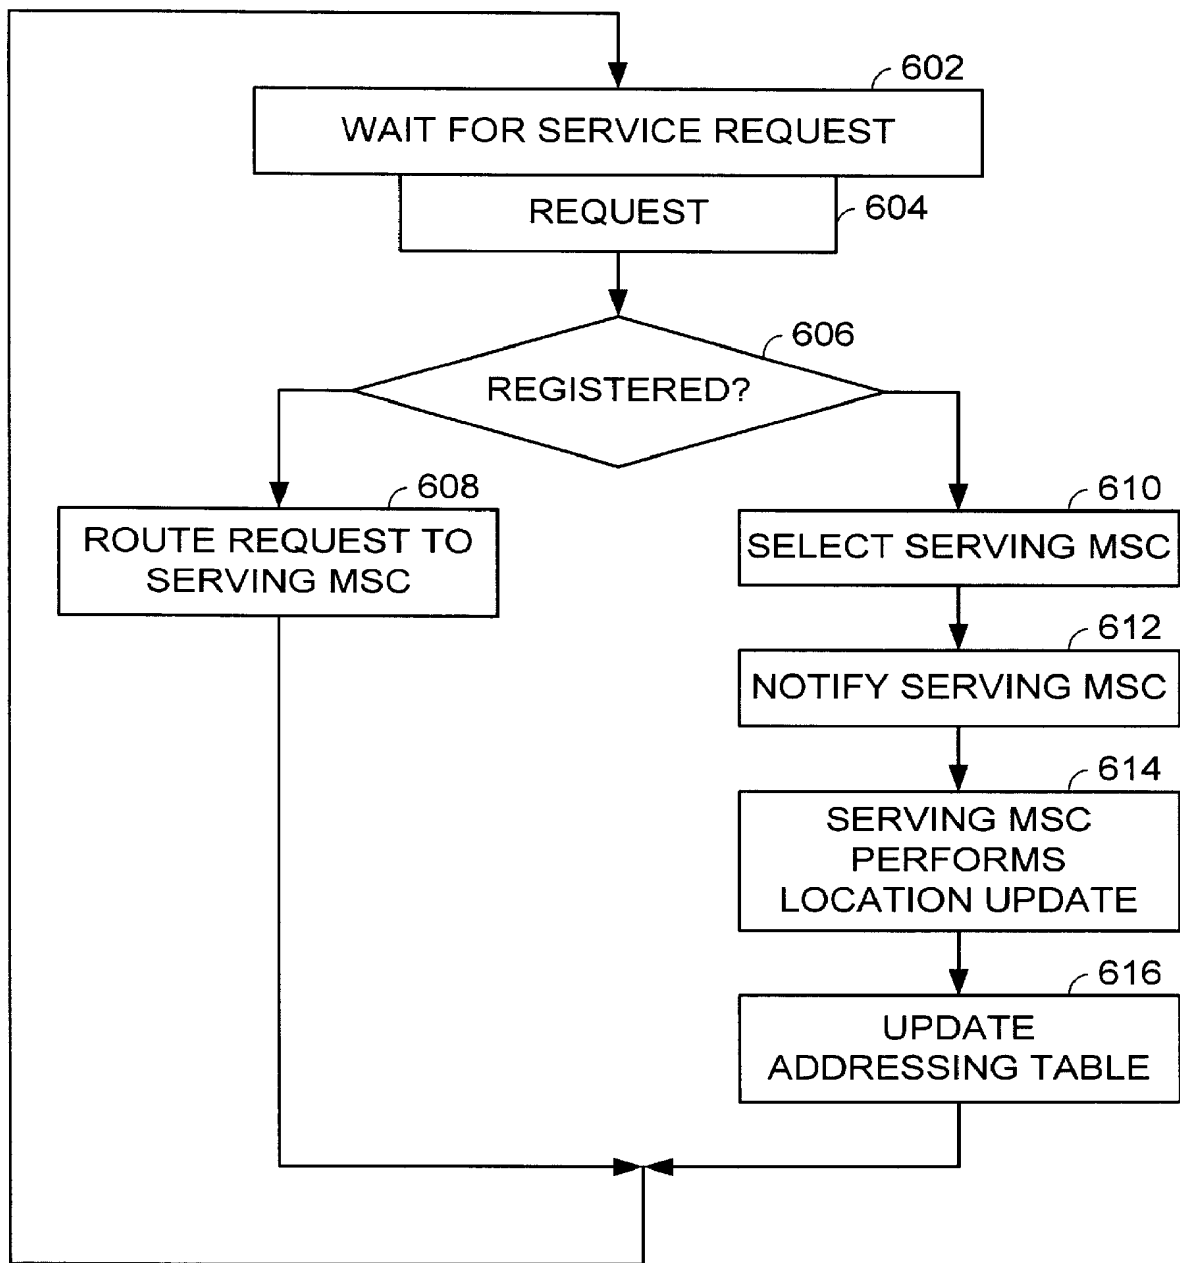 602
WAIT FOR SERVICE REQUEST
REQUEST
604
606
REGISTERED?
608
ROUTE REQUEST TO
SERVING MSC
610
SELECT SERVING MSC
612
NOTIFY SERVING MSC
614
SERVING MSC
PERFORMS
LOCATION UPDATE
616
UPDATE
ADDRESSING TABLE